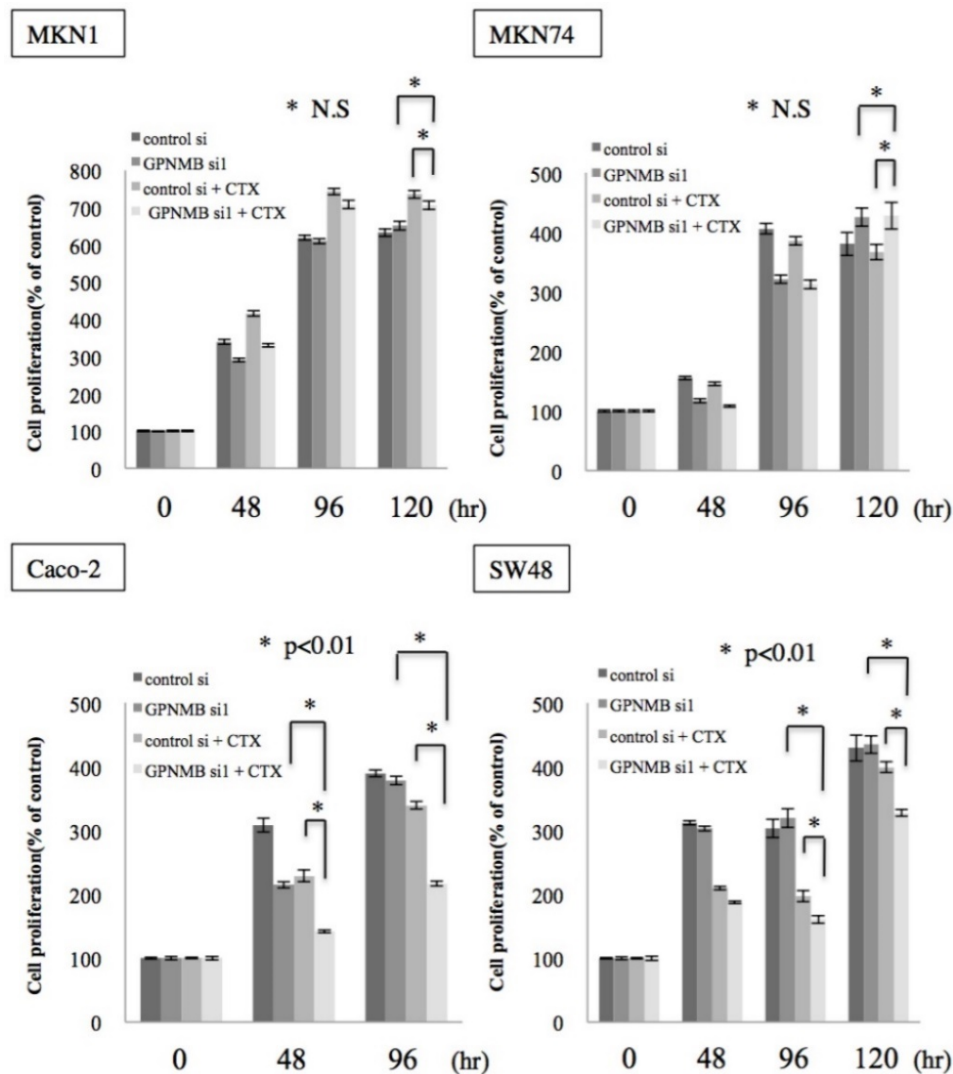 MKN1
* N.S
*
*
control si
GPNMB si1
control si + CTX
GPNMB si1 + CTX
Cell proliferation(% of control)
800
700
600
500
400
300
200
100
0
0 48 96 120 (hr)
MKN74
* N.S
*
*
control si
GPNMB si1
control si + CTX
GPNMB si1 + CTX
Cell proliferation(% of control)
500
400
300
200
100
0
0 48 96 120 (hr)
Caco-2
* p<0.01
*
*
*
*
control si
GPNMB si1
control si + CTX
GPNMB si1 + CTX
Cell proliferation(% of control)
500
400
300
200
100
0
0 48 96 (hr)
SW48
* p<0.01
*
*
*
*
control si
GPNMB si1
control si + CTX
GPNMB si1 + CTX
Cell proliferation(% of control)
500
400
300
200
100
0
0 48 96 120 (hr)